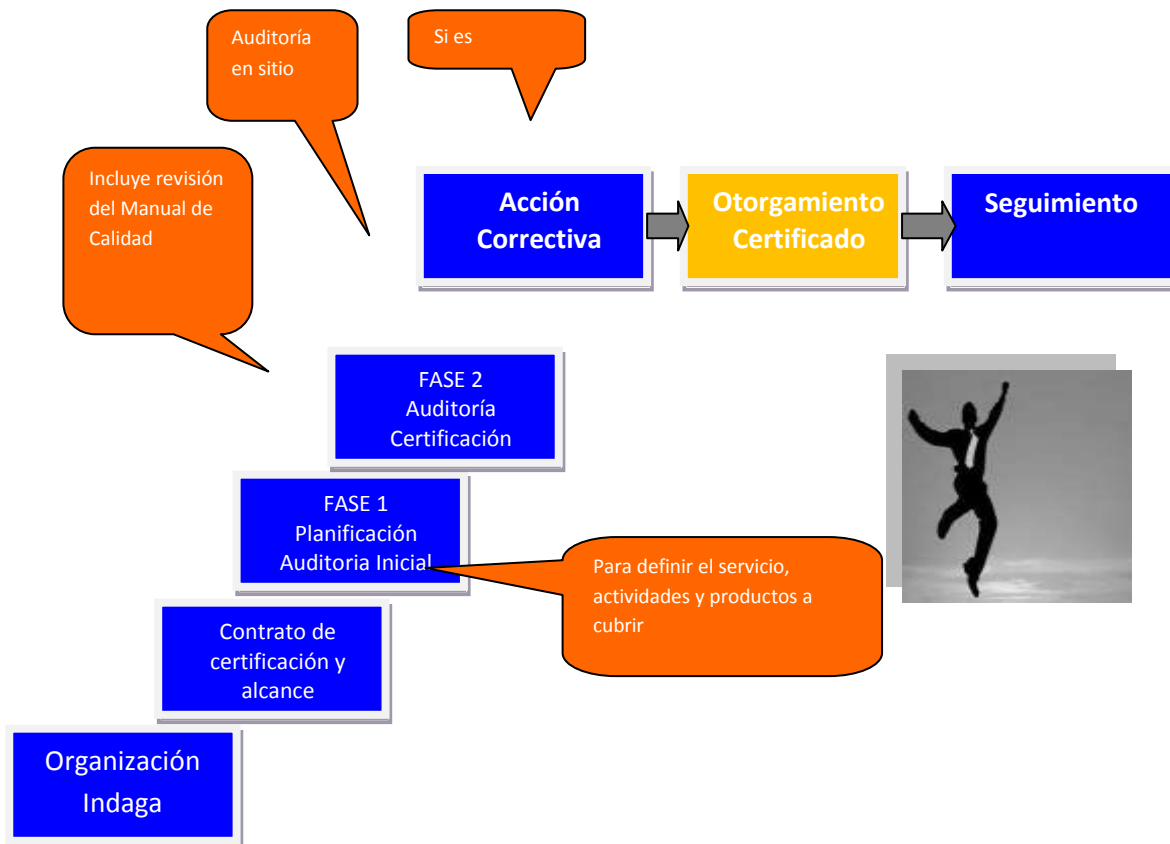 Auditoría
en sitio
Si es
Incluye revisión
del Manual de
Calidad
Acción
Correctiva
Otorgamiento
Certificado
Seguimiento
FASE 2
Auditoría
Certificación
FASE 1
Planificación
Auditoria Inicial
Para definir el servicio,
actividades y productos a
cubrir
Contrato de
certificación y
alcance
Organización
Indaga